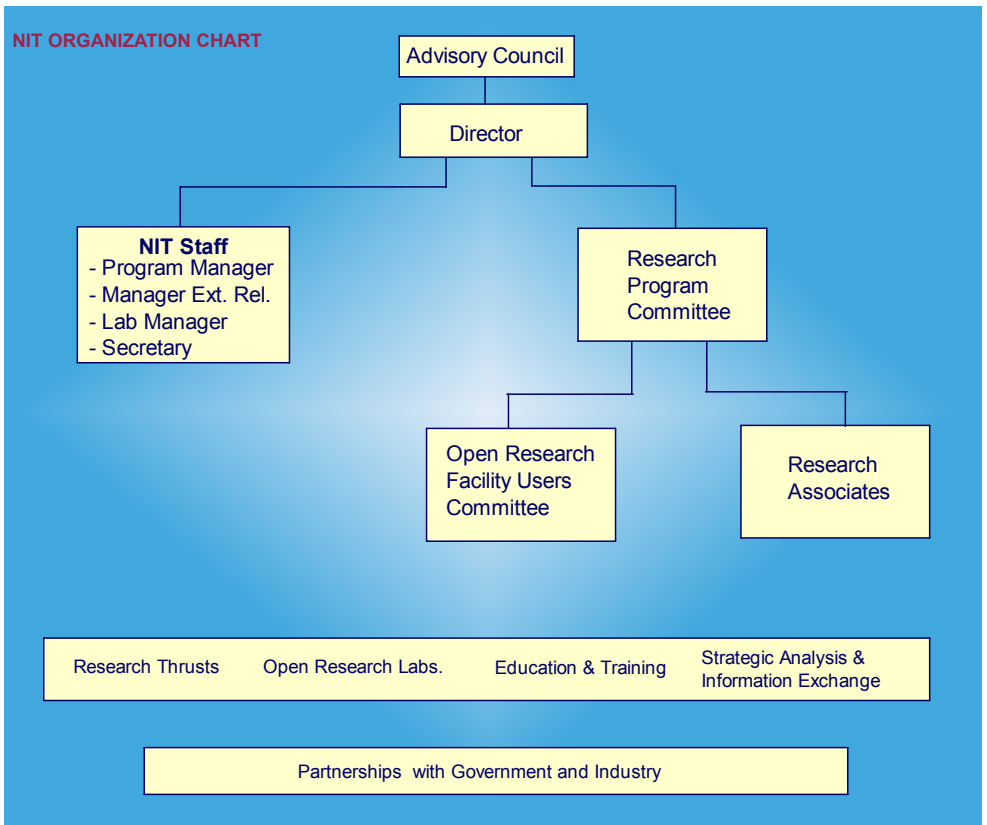 NIT ORGANIZATION CHART
Advisory Council
Director
NIT Staff
- Program Manager
- Manager Ext. Rel.
- Lab Manager
- Secretary
Research
Program
Committee
Open Research
Facility Users
Committee
Research
Associates
Research Thrusts
Open Research Labs.
Education & Training
Strategic Analysis &
Information Exchange
Partnerships with Government and Industry